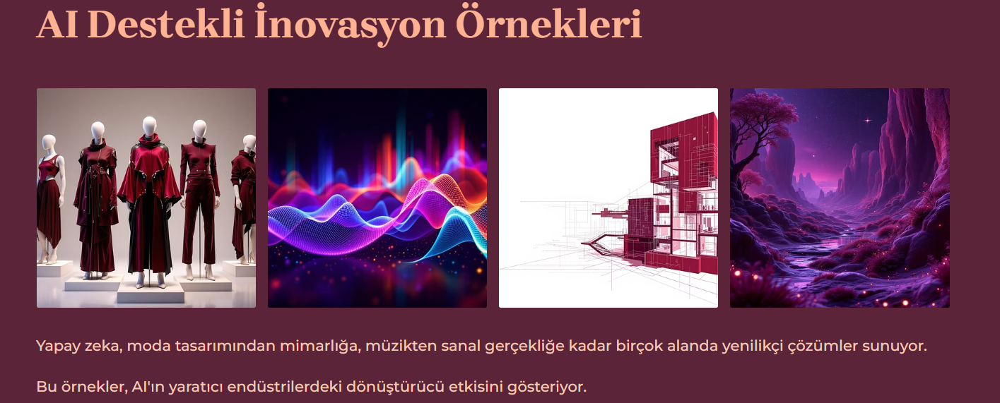 AI Destekli İnovasyon Örnekleri
Yapay zeka, moda tasarımından mimarlığa, müzikten sanal gerçekliğe kadar birçok alanda yenilikçi çözümler sunuyor.
Bu örnekler, AI'ın yaratıcı endüstrilerdeki dönüştürücü etkisini gösteriyor.